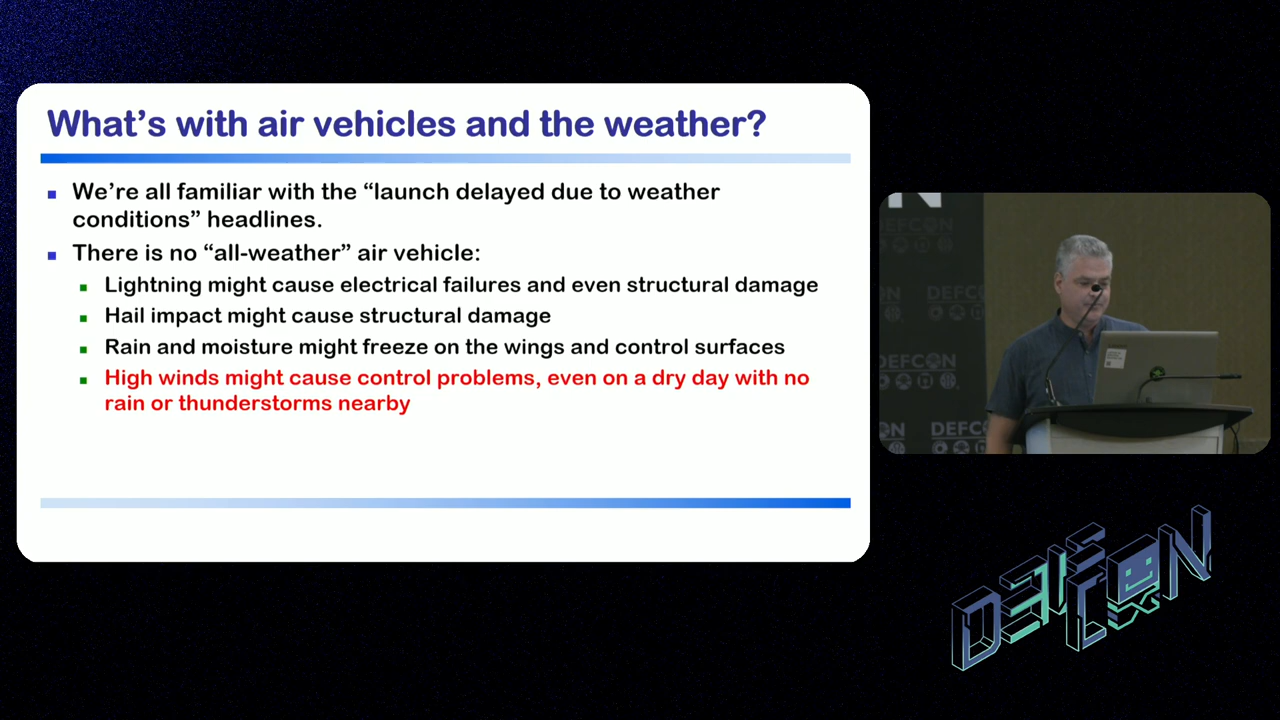 What's with air vehicles and the weather?
We're all familiar with the “launch delayed due to weather
conditions” headlines.
There is no “all-weather” air vehicle:
Lightning might cause electrical failures and even structural damage
Hail impact might cause structural damage
Rain and moisture might freeze on the wings and control surfaces
High winds might cause control problems, even on a dry day with no
rain or thunderstorms nearby
DEFCON
DEFCON
DEFCON
DEFCON
DEFCON